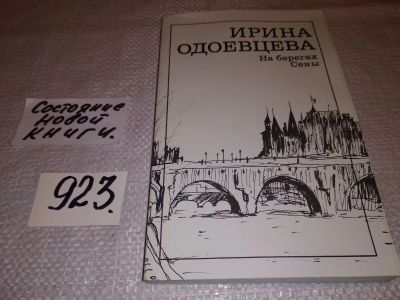 ИРИНА
ОДОЕВЦЕВА
На берегах
Сены
Состояние
новой
книги.
923.